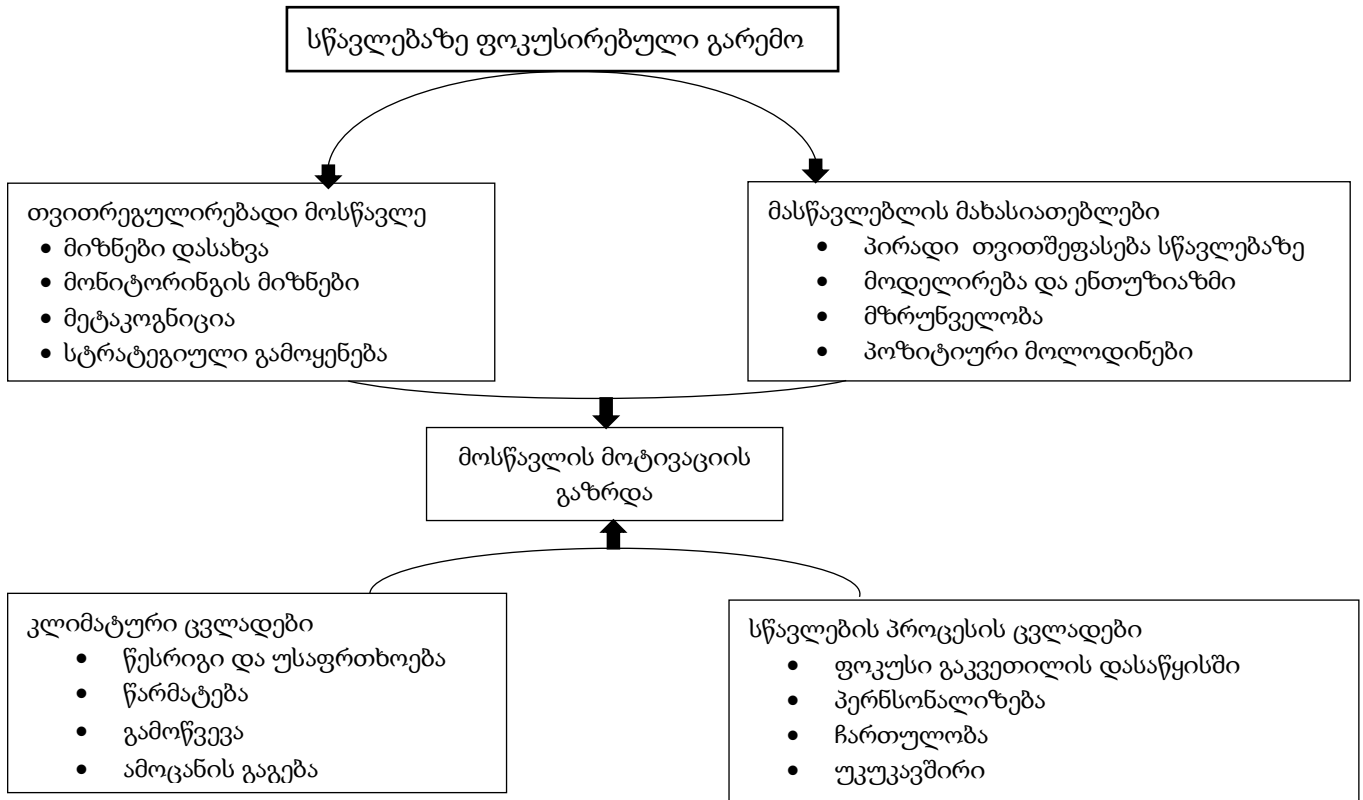 სწავლებაზე ფოკუსირებული გარემო
თვითრეგულირებადი მოსწავლე
• მიზნები დასახვა
• მონიტორინგის მიზნები
• მეტაკოგნიცია
• სტრატეგიული გამოყენება
მასწავლებლის მახასიათებლები
• პირადი თვითშეფასება სწავლებაზე
• მოდელირება და ენთუზიაზმი
• მზრუნველობა
• პოზიტიური მოლოდინები
მოსწავლის მოტივაციის
გაზრდა
კლიმატური ცვლადები
• წესრიგი და უსაფრთხოება
• წარმატება
• გამოწვევა
• ამოცანის გაგება
სწავლების პროცესის ცვლადები
• ფოკუსი გაკვეთილის დასაწყისში
• პერნსონალიზება
• ჩართულობა
• უკუკავშირი